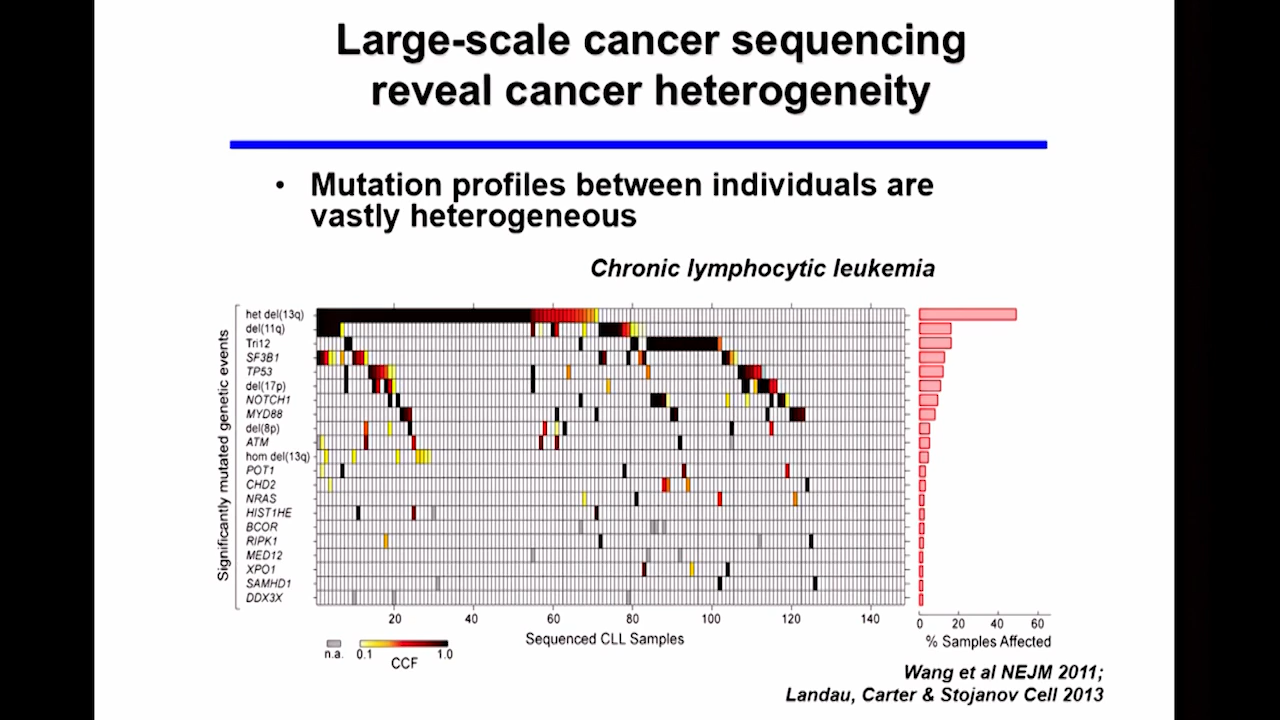 Large-scale cancer sequencing
reveal cancer heterogeneity
• Mutation profiles between individuals are
vastly heterogeneous
Chronic lymphocytic leukemia
Significantly mutated genetic events
het del(13q)
del(11q)
Tri12
SF3B1
TP53
del(17p)
NOTCH1
MYD88
del(8p)
ATM
hom del(13q)
POT1
CHD2
NRAS
HIST1HE
BCOR
RIPK1
MED12
XPO1
SAMHD1
DDX3X
20 40 60 80 100 120 140
Sequenced CLL Samples
0 20 40 60
% Samples Affected
n.a. 0.1 1.0
CCF
Wang et al NEJM 2011;
Landau, Carter & Stojanov Cell 2013